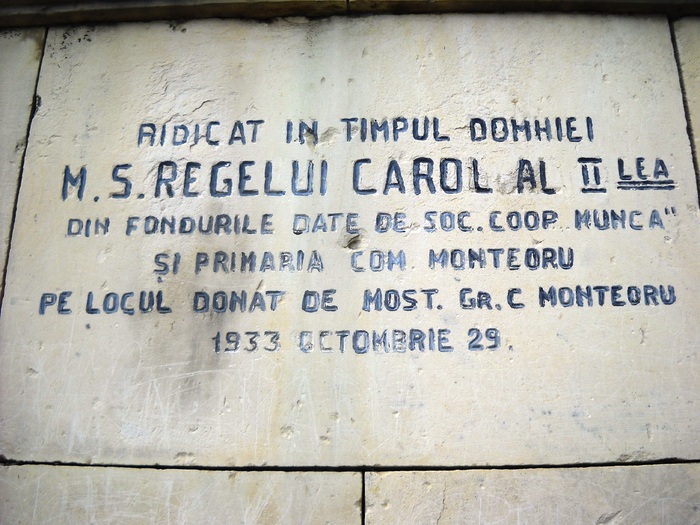 RIDICAT IN TIMPUL DOMNIEI
M. S. REGELUI CAROL AL II LEA
DIN FONDURILE DATE DE SOC. COOP. MUNCA"
ȘI PRIMARIA COM MONTEORU
PE LOCUL DONAT DE MOST. GR. C MONTEORU
1933 OCTOMBRIE 29.